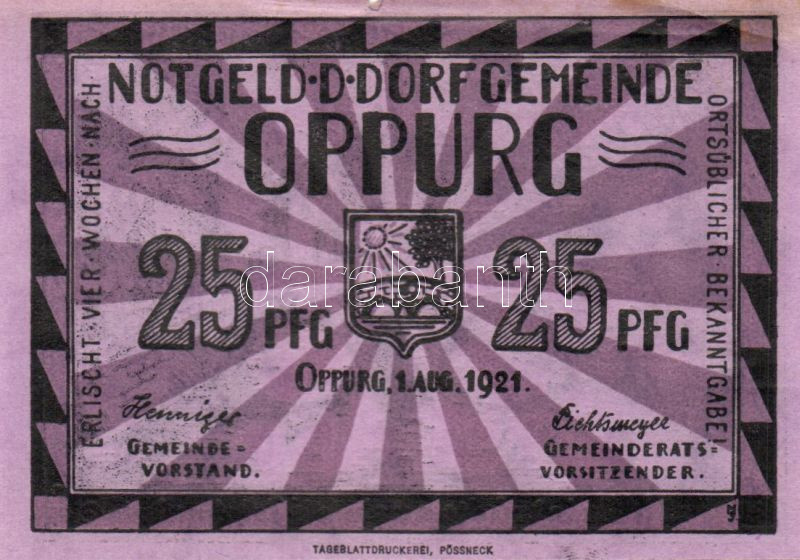 NOTGELD·D·DORFGEMEINDE
OPPURG
ERLISCHT·VIER·WOCHEN·NACH
ORTSÜBLICHER BEKANNTGABE!
25 PFG
25 PFG
darabanth
OPPURG, 1. AUG. 1921.
Henniger
GEMEINDE=
VORSTAND.
Lichtsmeyer
GEMEINDERATS=
VORSITZENDER.
TAGEBLATTDRUCKEREI, PÖSSNECK